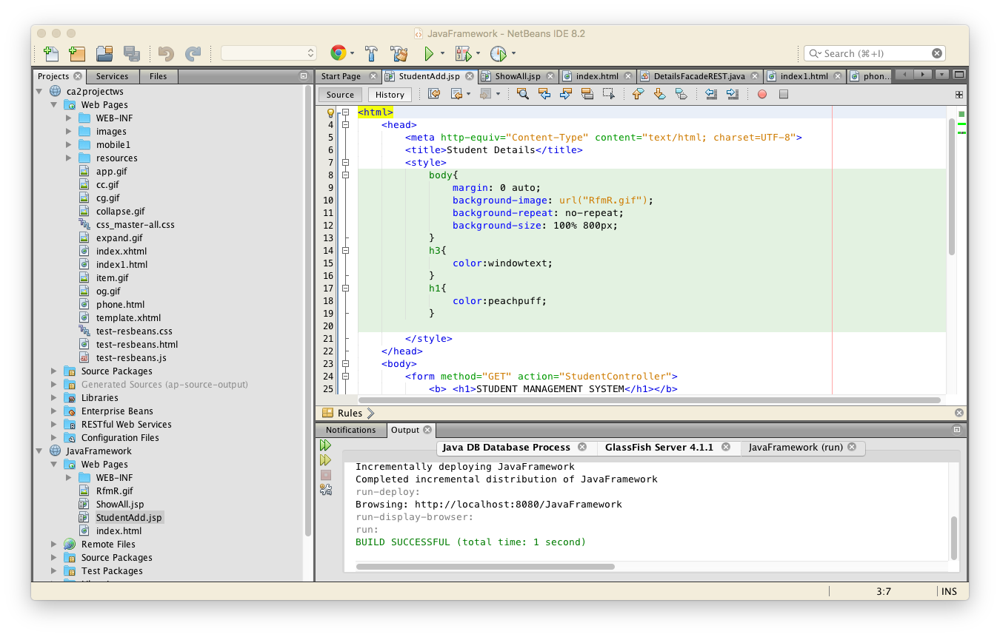 JavaFramework - NetBeans IDE 8.2
Search (⌘+I)
Projects
Services
Files
ca2projectws
Web Pages
WEB-INF
images
mobile1
resources
app.gif
cc.gif
cg.gif
collapse.gif
css_master-all.css
expand.gif
index.xhtml
index1.html
item.gif
og.gif
phone.html
template.xhtml
test-resbeans.css
test-resbeans.html
test-resbeans.js
Source Packages
Generated Sources (ap-source-output)
Libraries
Enterprise Beans
RESTful Web Services
Configuration Files
JavaFramework
Web Pages
WEB-INF
RfmR.gif
ShowAll.jsp
StudentAdd.jsp
index.html
Remote Files
Source Packages
Test Packages
Start Page
StudentAdd.jsp
ShowAll.jsp
index.html
DetailsFacadeREST.java
index1.html
phon...
Source
History
<html>
4 <head>
5 <meta http-equiv="Content-Type" content="text/html; charset=UTF-8">
6 <title>Student Details</title>
7 <style>
8 body{
9 margin: 0 auto;
10 background-image: url("RfmR.gif");
11 background-repeat: no-repeat;
12 background-size: 100% 800px;
13 }
14 h3{
15 color:windowtext;
16 }
17 h1{
18 color:peachpuff;
19 }
20
21 </style>
22 </head>
23 <body>
24 <form method="GET" action="StudentController">
25 <b> <h1>STUDENT MANAGEMENT SYSTEM</h1></b>
Rules
Notifications
Output
Java DB Database Process
GlassFish Server 4.1.1
JavaFramework (run)
Incrementally deploying JavaFramework
Completed incremental distribution of JavaFramework
run-deploy:
Browsing: http://localhost:8080/JavaFramework
run-display-browser:
run:
BUILD SUCCESSFUL (total time: 1 second)
3:7
INS